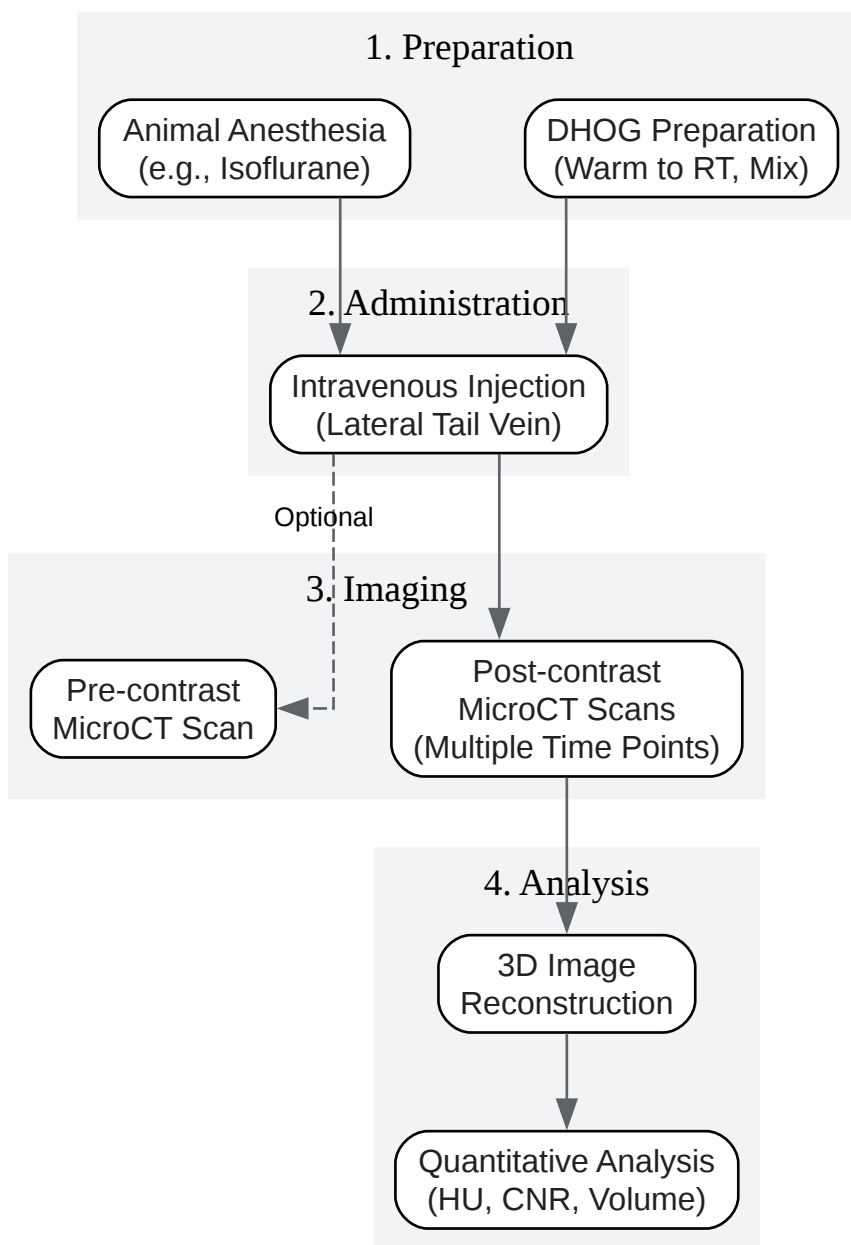 1. Preparation
Animal Anesthesia
(e.g., Isoflurane)
DHOG Preparation
(Warm to RT, Mix)
2. Administration
Intravenous Injection
(Lateral Tail Vein)
Optional
3. Imaging
Pre-contrast
MicroCT Scan
Post-contrast
MicroCT Scans
(Multiple Time Points)
4. Analysis
3D Image
Reconstruction
Quantitative Analysis
(HU, CNR, Volume)